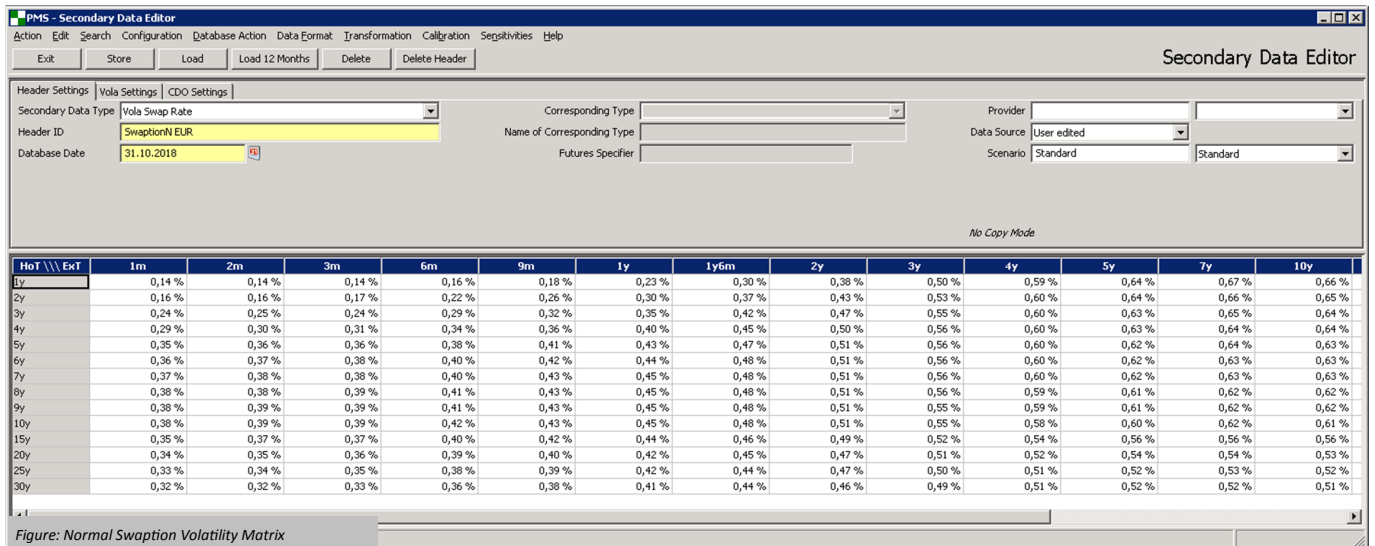 PMS - Secondary Data Editor
Action Edit Search Configuration Database Action Data Format Transformation Calibration Sensitivities Help
Exit Store Load Load 12 Months Delete Delete Header Secondary Data Editor
Header Settings Vola Settings CDO Settings
Secondary Data Type Vola Swap Rate Corresponding Type Provider
Header ID SwaptionN EUR Name of Corresponding Type Data Source User edited
Database Date 31.10.2018 Futures Specifier Scenario Standard Standard
No Copy Mode
HoT \\\ ExT 1m 2m 3m 6m 9m 1y 1y6m 2y 3y 4y 5y 7y 10y
1y 0,14 % 0,14 % 0,14 % 0,16 % 0,18 % 0,23 % 0,30 % 0,38 % 0,50 % 0,59 % 0,64 % 0,67 % 0,66 %
2y 0,16 % 0,16 % 0,17 % 0,22 % 0,26 % 0,30 % 0,37 % 0,43 % 0,53 % 0,60 % 0,64 % 0,66 % 0,65 %
3y 0,24 % 0,25 % 0,24 % 0,29 % 0,32 % 0,35 % 0,42 % 0,47 % 0,55 % 0,60 % 0,63 % 0,65 % 0,64 %
4y 0,29 % 0,30 % 0,31 % 0,34 % 0,36 % 0,40 % 0,45 % 0,50 % 0,56 % 0,60 % 0,63 % 0,64 % 0,64 %
5y 0,35 % 0,36 % 0,36 % 0,38 % 0,41 % 0,43 % 0,47 % 0,51 % 0,56 % 0,60 % 0,62 % 0,64 % 0,63 %
6y 0,36 % 0,37 % 0,38 % 0,40 % 0,42 % 0,44 % 0,48 % 0,51 % 0,56 % 0,60 % 0,62 % 0,63 % 0,63 %
7y 0,37 % 0,38 % 0,38 % 0,40 % 0,43 % 0,45 % 0,48 % 0,51 % 0,56 % 0,60 % 0,62 % 0,63 % 0,63 %
8y 0,38 % 0,38 % 0,39 % 0,41 % 0,43 % 0,45 % 0,48 % 0,51 % 0,56 % 0,59 % 0,61 % 0,62 % 0,62 %
9y 0,38 % 0,39 % 0,39 % 0,41 % 0,43 % 0,45 % 0,48 % 0,51 % 0,55 % 0,59 % 0,61 % 0,62 % 0,62 %
10y 0,38 % 0,39 % 0,39 % 0,42 % 0,43 % 0,45 % 0,48 % 0,51 % 0,55 % 0,58 % 0,60 % 0,62 % 0,61 %
15y 0,35 % 0,37 % 0,37 % 0,40 % 0,42 % 0,44 % 0,46 % 0,49 % 0,52 % 0,54 % 0,56 % 0,56 % 0,56 %
20y 0,34 % 0,35 % 0,36 % 0,39 % 0,40 % 0,42 % 0,45 % 0,47 % 0,51 % 0,52 % 0,54 % 0,54 % 0,53 %
25y 0,33 % 0,34 % 0,35 % 0,38 % 0,39 % 0,42 % 0,44 % 0,47 % 0,50 % 0,51 % 0,52 % 0,53 % 0,52 %
30y 0,32 % 0,32 % 0,33 % 0,36 % 0,38 % 0,41 % 0,44 % 0,46 % 0,49 % 0,51 % 0,52 % 0,52 % 0,51 %
Figure: Normal Swaption Volatility Matrix